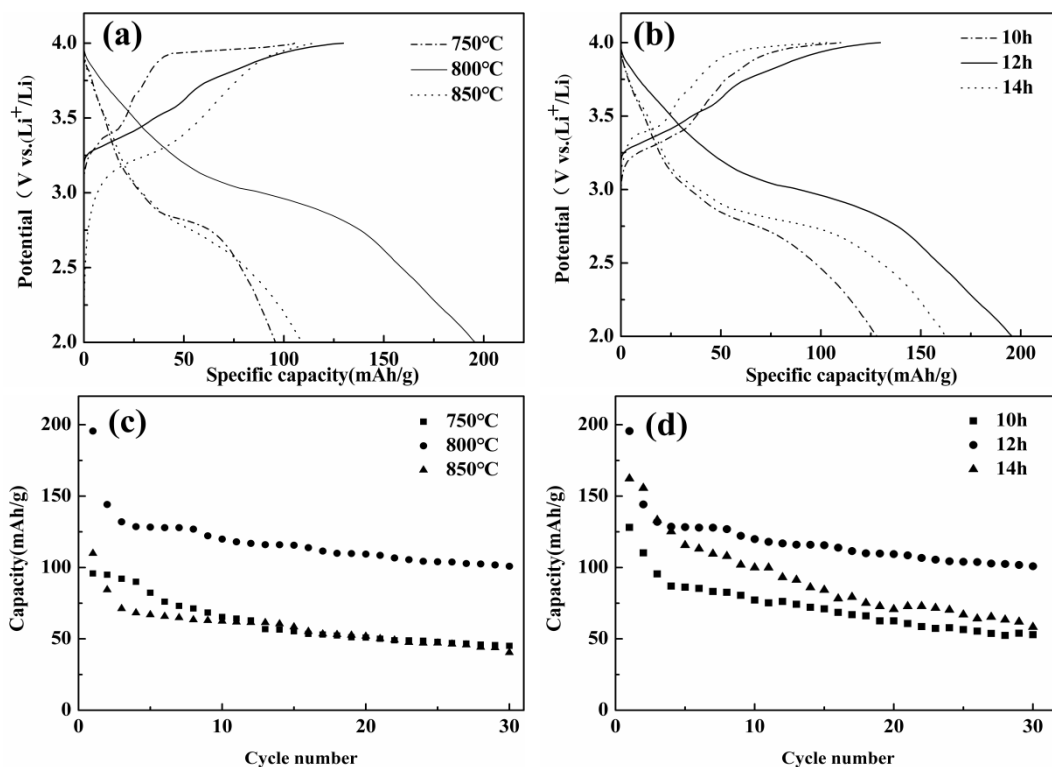 (a)
750°C
800°C
850°C
4.0
3.5
3.0
2.5
2.0
Potential ( V vs.(Li⁺/Li)
0 50 100 150 200
Specific capacity(mAh/g)
(b)
10h
12h
14h
4.0
3.5
3.0
2.5
2.0
Potential ( V vs.(Li⁺/Li)
0 50 100 150 200
Specific capacity(mAh/g)
(c)
750°C
800°C
850°C
200
150
100
50
0
Capacity(mAh/g)
0 10 20 30
Cycle number
(d)
10h
12h
14h
200
150
100
50
0
Capacity(mAh/g)
0 10 20 30
Cycle number